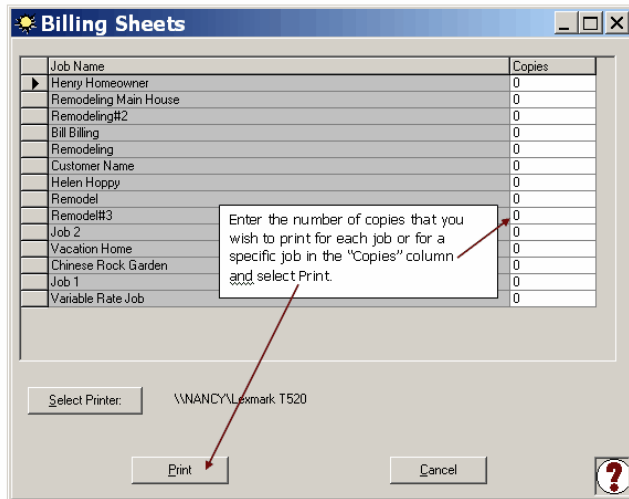 Billing Sheets
Job Name Copies
Henry Homeowner 0
Remodeling Main House 0
Remodeling#2 0
Bill Billing 0
Remodeling 0
Customer Name 0
Helen Hoppy 0
Remodel 0
Remodel#3 0
Job 2 0
Vacation Home 0
Chinese Rock Garden 0
Job 1 0
Variable Rate Job 0
Enter the number of copies that you
wish to print for each job or for a
specific job in the "Copies" column
and select Print.
Select Printer: \\NANCY\Lexmark T520
Print Cancel
?